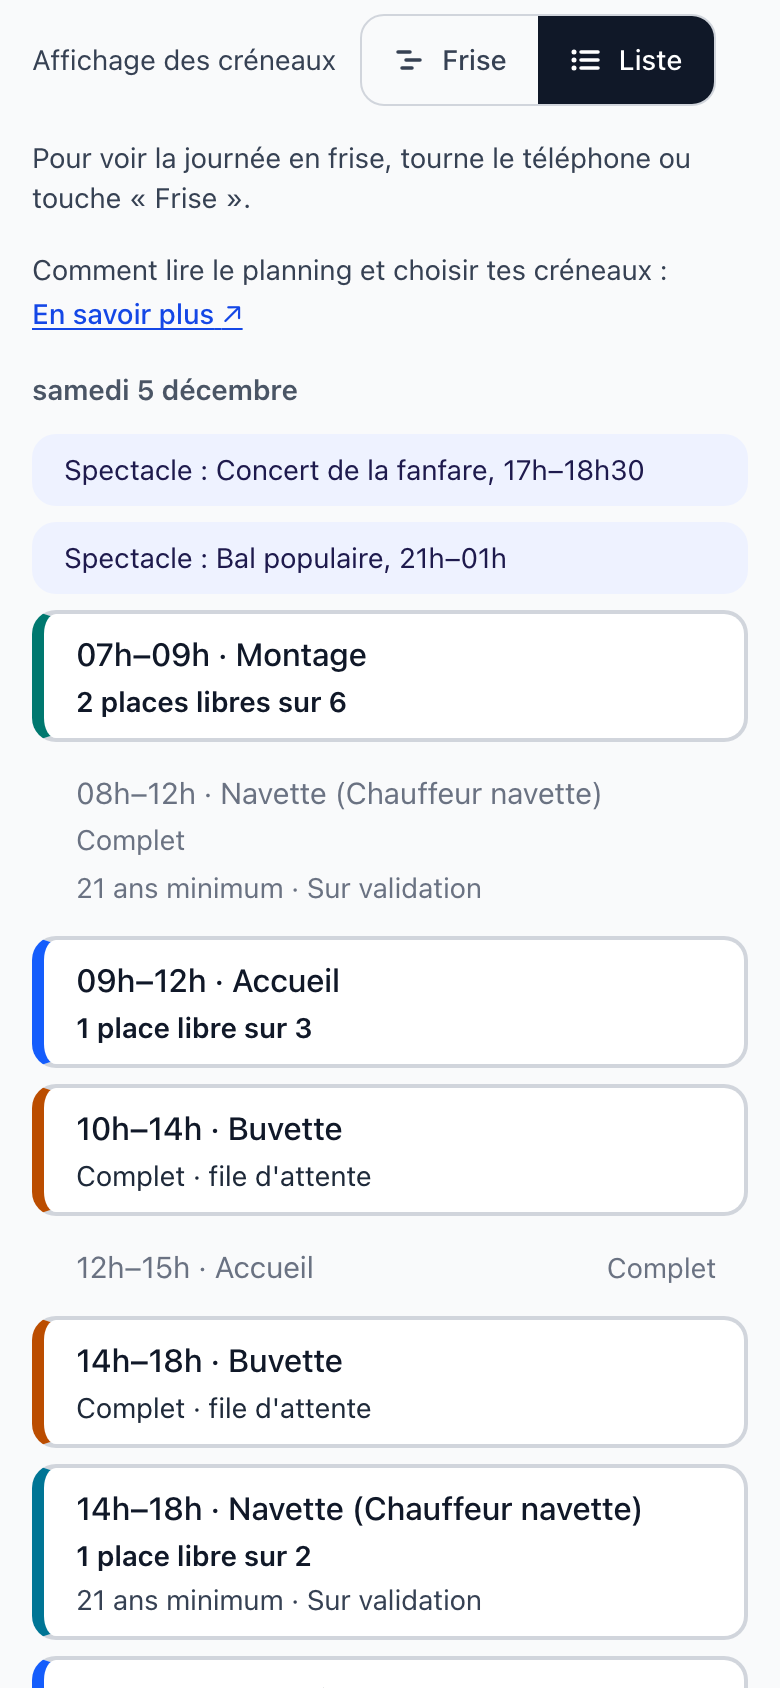 Affichage des créneaux
Frise
Liste
Pour voir la journée en frise, tourne le téléphone ou
touche « Frise ».
Comment lire le planning et choisir tes créneaux :
En savoir plus ↗
samedi 5 décembre
Spectacle : Concert de la fanfare, 17h–18h30
Spectacle : Bal populaire, 21h–01h
07h–09h · Montage
2 places libres sur 6
08h–12h · Navette (Chauffeur navette)
Complet
21 ans minimum · Sur validation
09h–12h · Accueil
1 place libre sur 3
10h–14h · Buvette
Complet · file d'attente
12h–15h · Accueil
Complet
14h–18h · Buvette
Complet · file d'attente
14h–18h · Navette (Chauffeur navette)
1 place libre sur 2
21 ans minimum · Sur validation